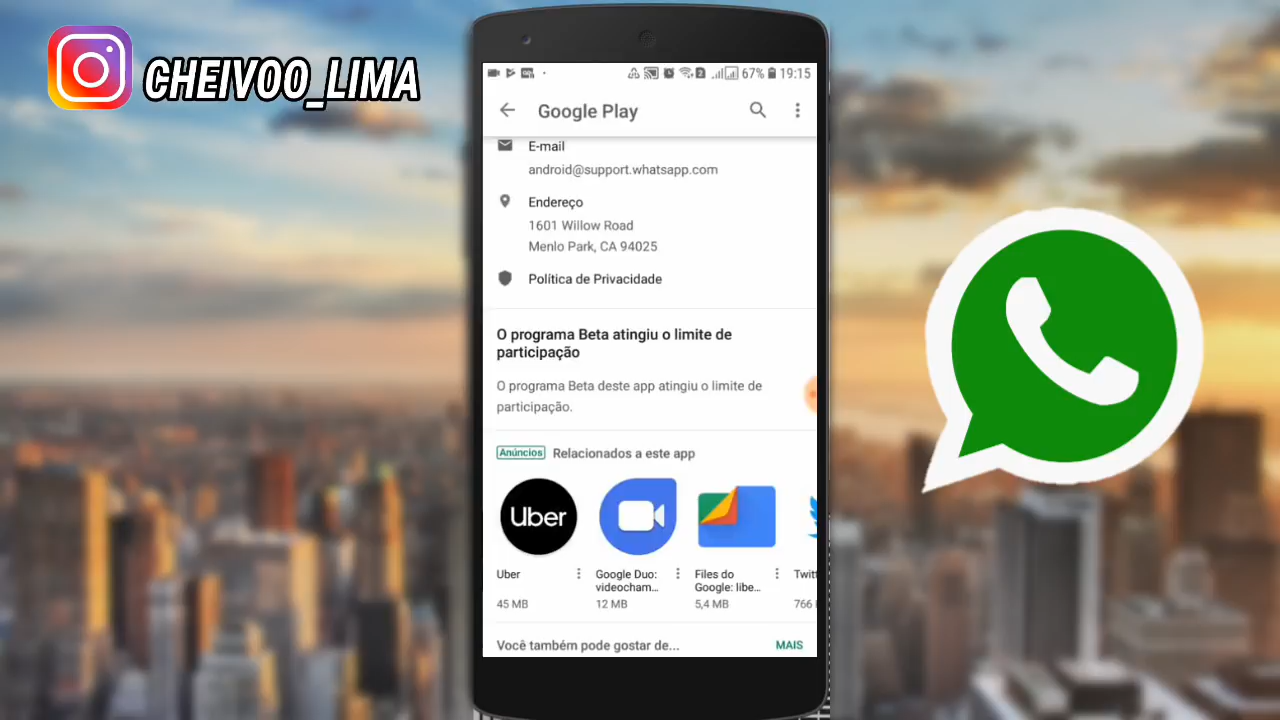 CHEIVOO_LIMA
67% 19:15
Google Play
E-mail
android@support.whatsapp.com
Endereço
1601 Willow Road
Menlo Park, CA 94025
Política de Privacidade
O programa Beta atingiu o limite de
participação
O programa Beta deste app atingiu o limite de
participação.
Anúncios Relacionados a este app
Uber
Uber
45 MB
Google Duo:
videocham...
12 MB
Files do
Google: libe...
5,4 MB
Twitt
766
Você também pode gostar de... MAIS